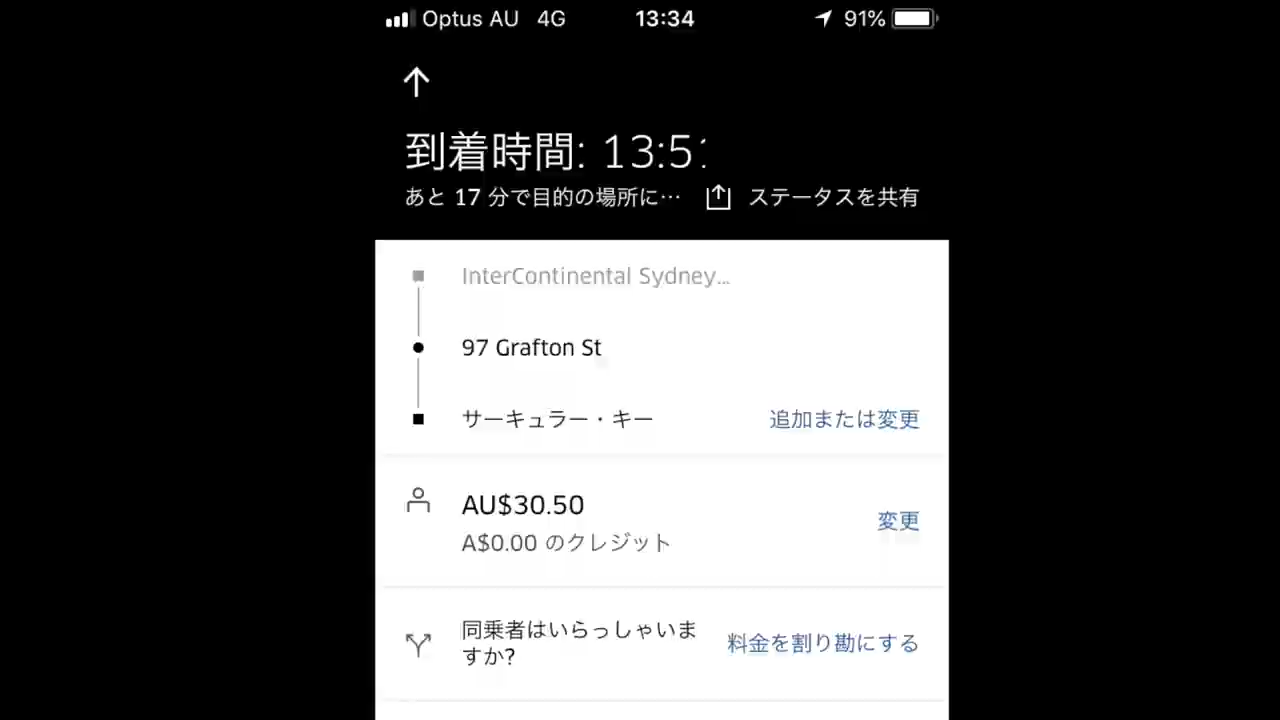 Optus AU 4G 13:34 91%
到着時間: 13:51
あと 17 分で目的の場所に… ステータスを共有
InterContinental Sydney...
97 Grafton St
サーキュラー・キー 追加または変更
AU$30.50
A$0.00 のクレジット 変更
同乗者はいらっしゃいま
すか? 料金を割り勘にする